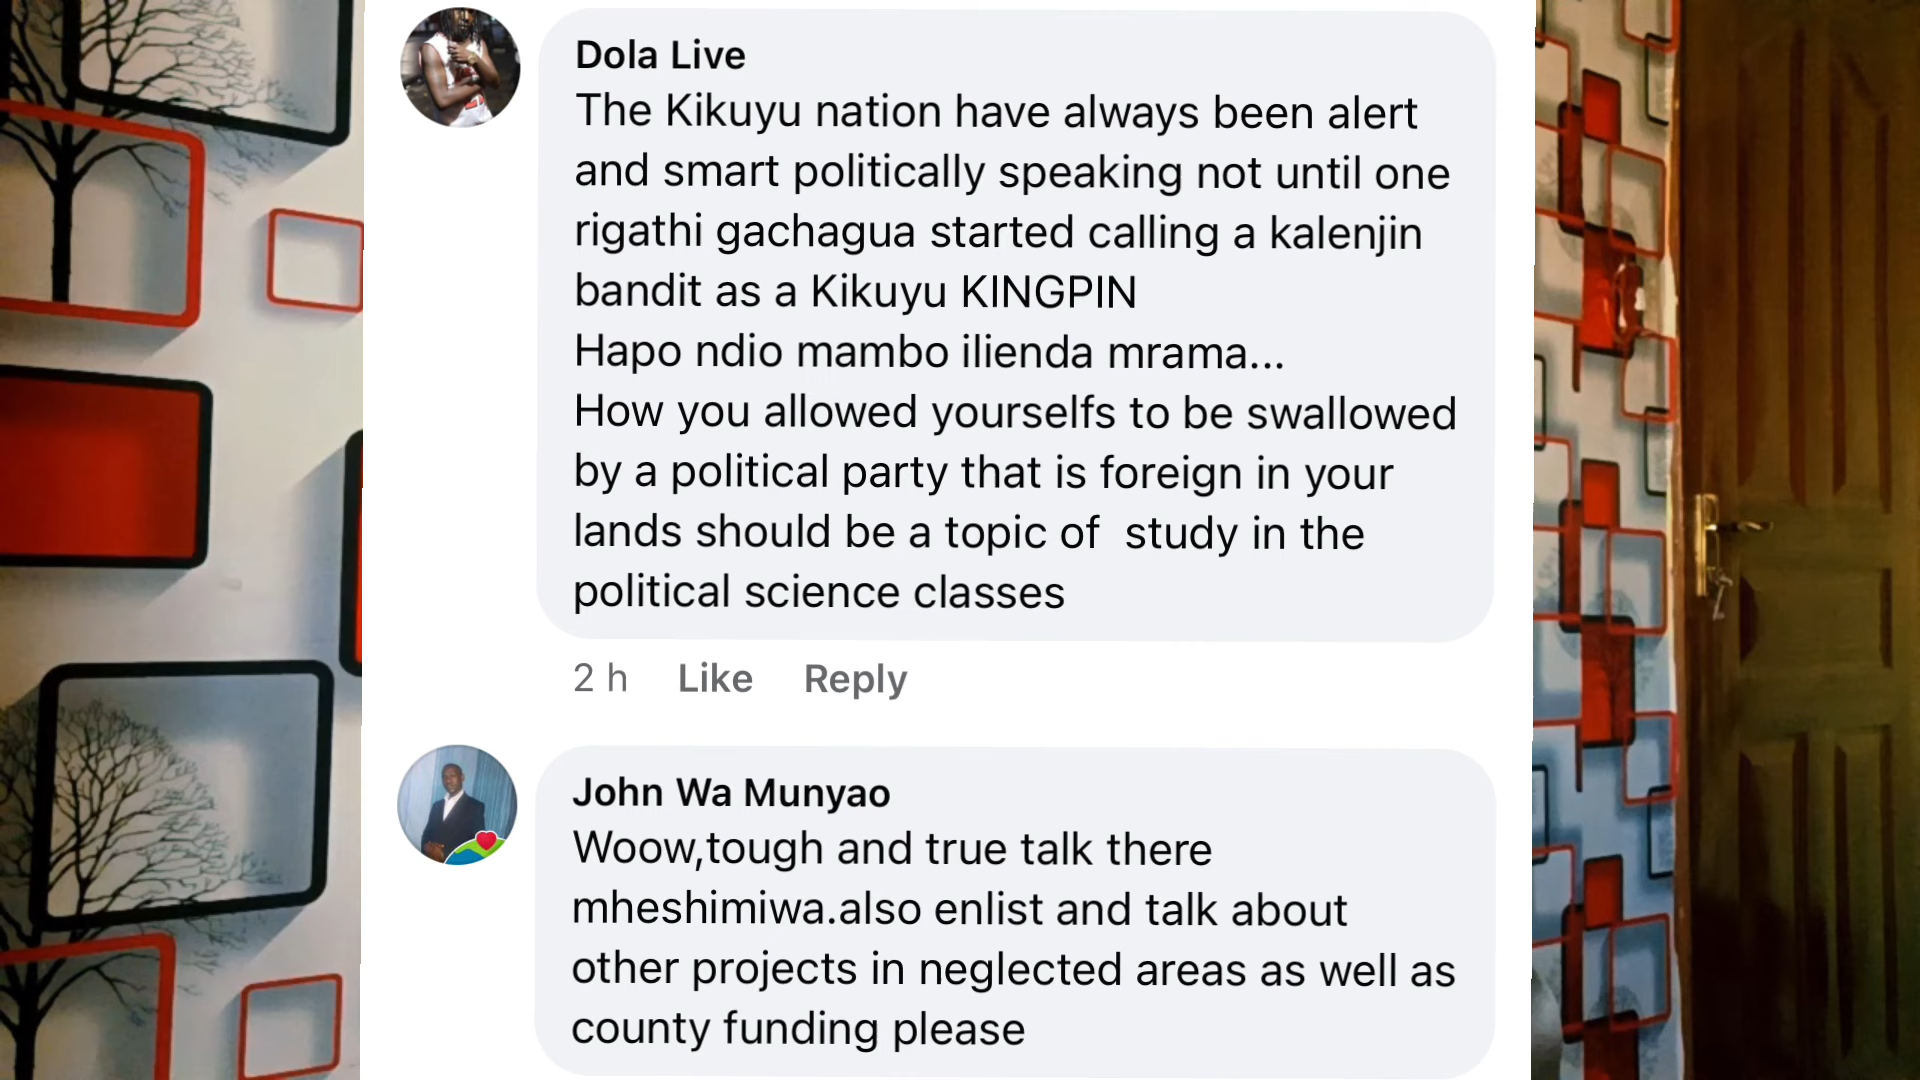 Dola Live
The Kikuyu nation have always been alert
and smart politically speaking not until one
rigathi gachagua started calling a kalenjin
bandit as a Kikuyu KINGPIN
Hapo ndio mambo ilienda mrama...
How you allowed yourselfs to be swallowed
by a political party that is foreign in your
lands should be a topic of  study in the
political science classes
2 h Like Reply
John Wa Munyao
Woow,tough and true talk there
mheshimiwa.also enlist and talk about
other projects in neglected areas as well as
county funding please